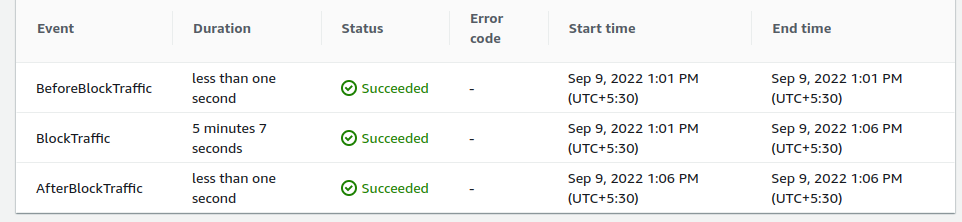 Event Duration Status Error code Start time End time
BeforeBlockTraffic less than one second Succeeded - Sep 9, 2022 1:01 PM (UTC+5:30) Sep 9, 2022 1:01 PM (UTC+5:30)
BlockTraffic 5 minutes 7 seconds Succeeded - Sep 9, 2022 1:01 PM (UTC+5:30) Sep 9, 2022 1:06 PM (UTC+5:30)
AfterBlockTraffic less than one second Succeeded - Sep 9, 2022 1:06 PM (UTC+5:30) Sep 9, 2022 1:06 PM (UTC+5:30)